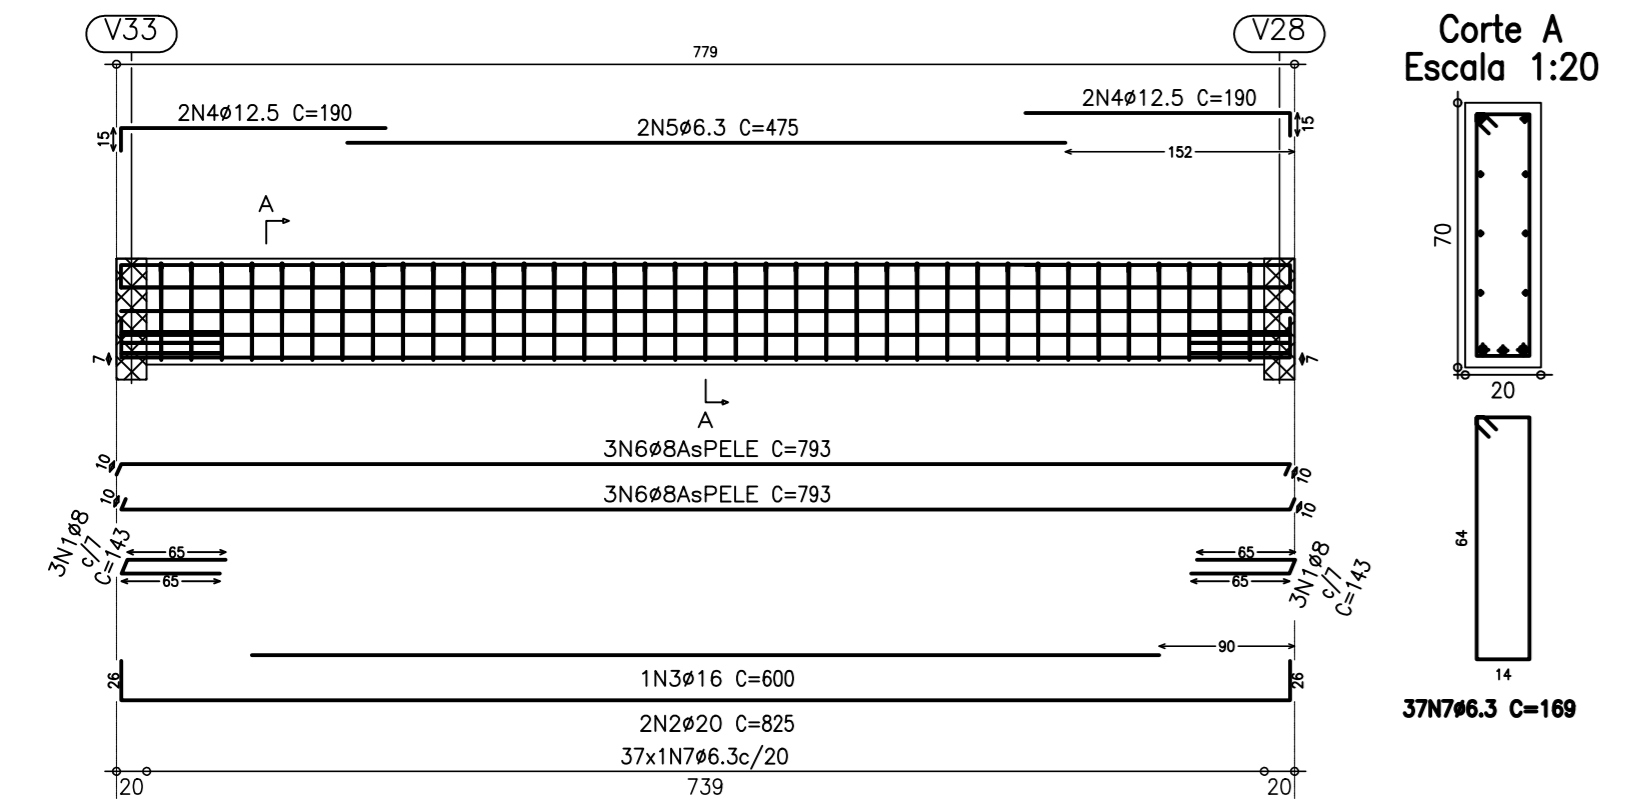 V33
V28
Corte A
Escala 1:20
779
2N4ø12.5 C=190
2N4ø12.5 C=190
15
2N5ø6.3 C=475
15
152
A
70
7
7
20
A
3N6ø8AsPELE C=793
10
10
3N6ø8AsPELE C=793
10
10
3N1ø8
c/7
C=143
65
65
65
65
3N1ø8
c/7
C=143
64
14
90
26
1N3ø16 C=600
26
37N7ø6.3 C=169
2N2ø20 C=825
37x1N7ø6.3c/20
20
739
20